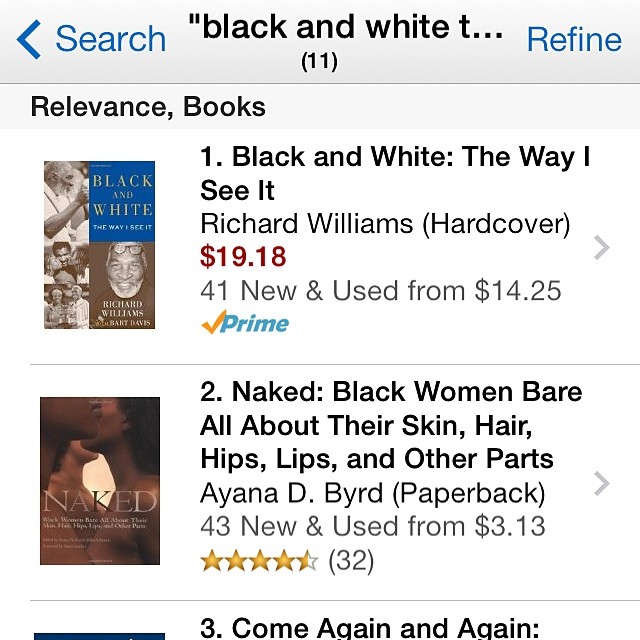 Search
"black and white t...
(11)
Refine
Relevance, Books
BLACK
AND
WHITE
THE WAY I SEE IT
RICHARD
WILLIAMS
WITH BART DAVIS
1. Black and White: The Way I
See It
Richard Williams (Hardcover)
$19.18
41 New & Used from $14.25
Prime
NAKED
Black Women Bare All About Their
Skin, Hair, Hips, Lips, and Other Parts
2. Naked: Black Women Bare
All About Their Skin, Hair,
Hips, Lips, and Other Parts
Ayana D. Byrd (Paperback)
43 New & Used from $3.13
(32)
3. Come Again and Again: